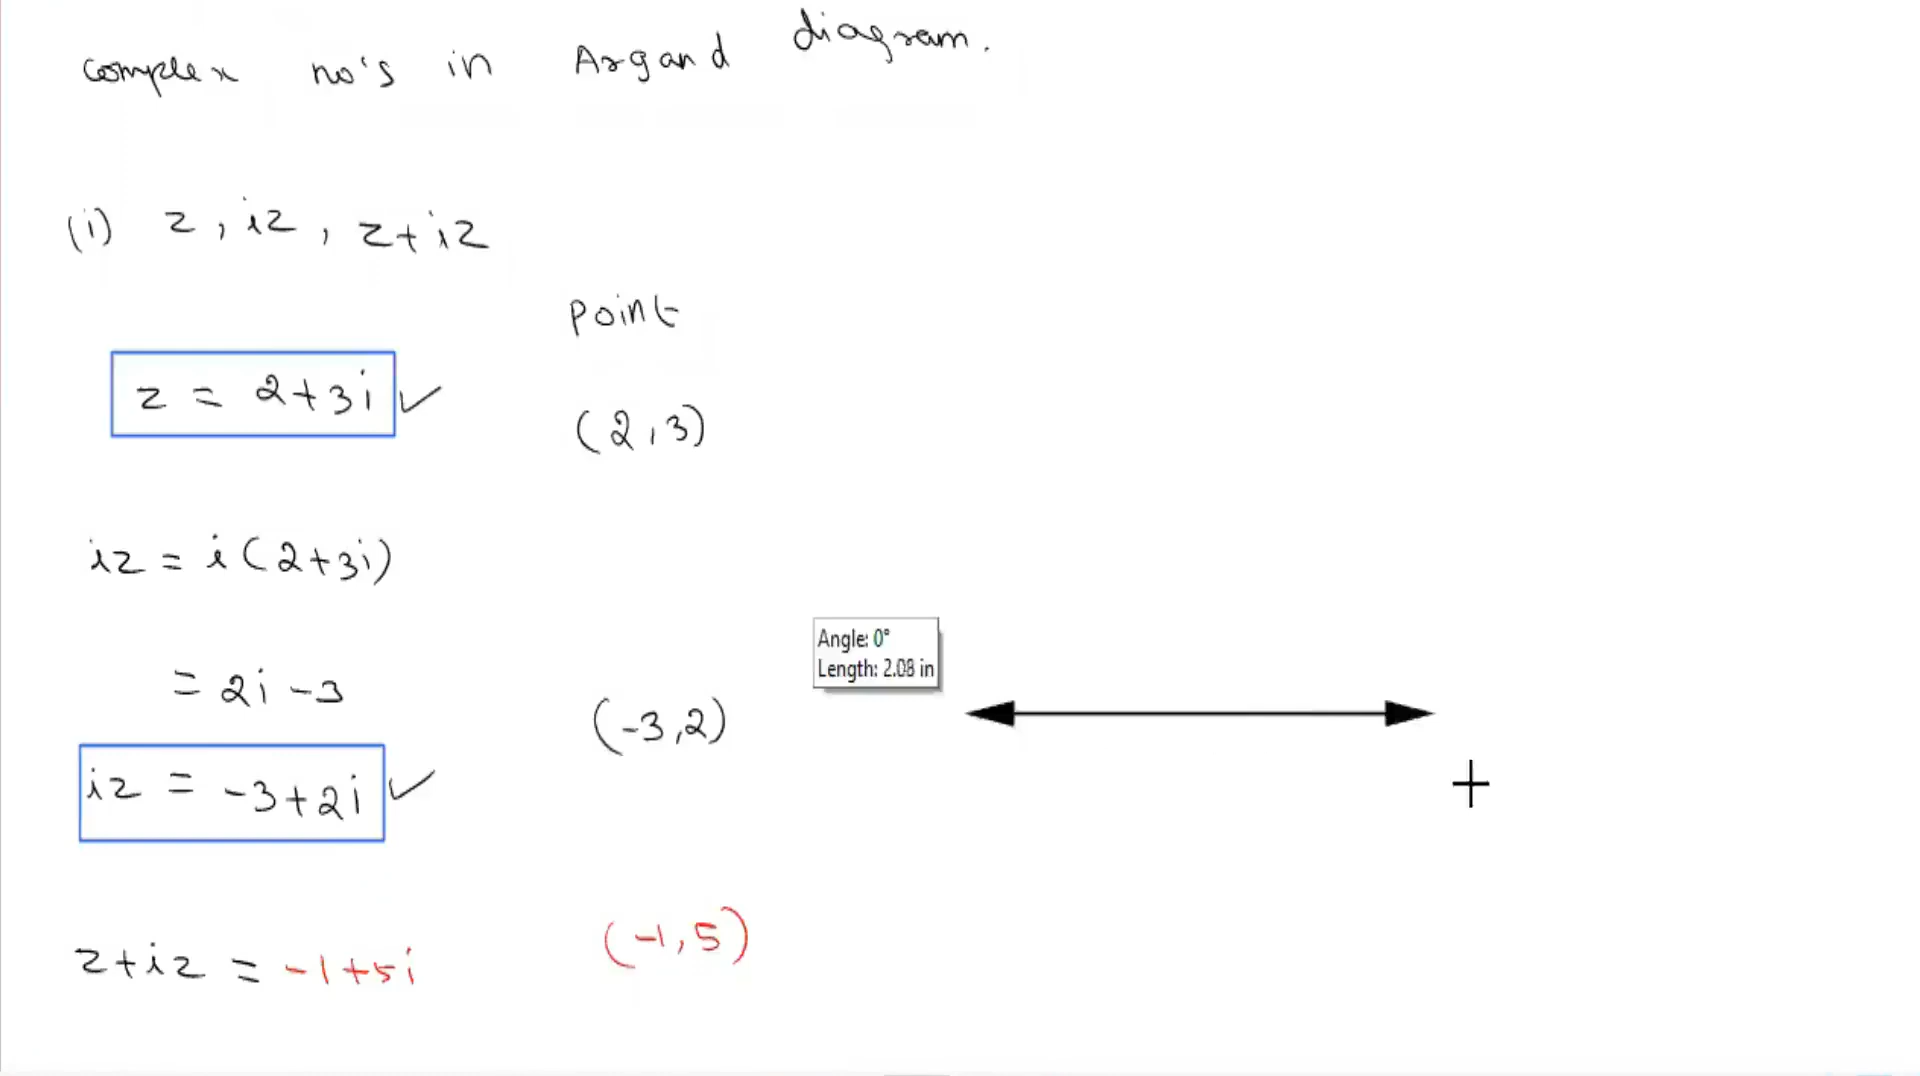 complex no's in Argand diagram.
(i) z, iz, z+iz
point
z = 2+3i ✓ (2,3)
iz = i(2+3i)
Angle: 0°
Length: 2.08 in
= 2i -3 (-3,2)
iz = -3+2i ✓
z+iz = -1+5i (-1,5)